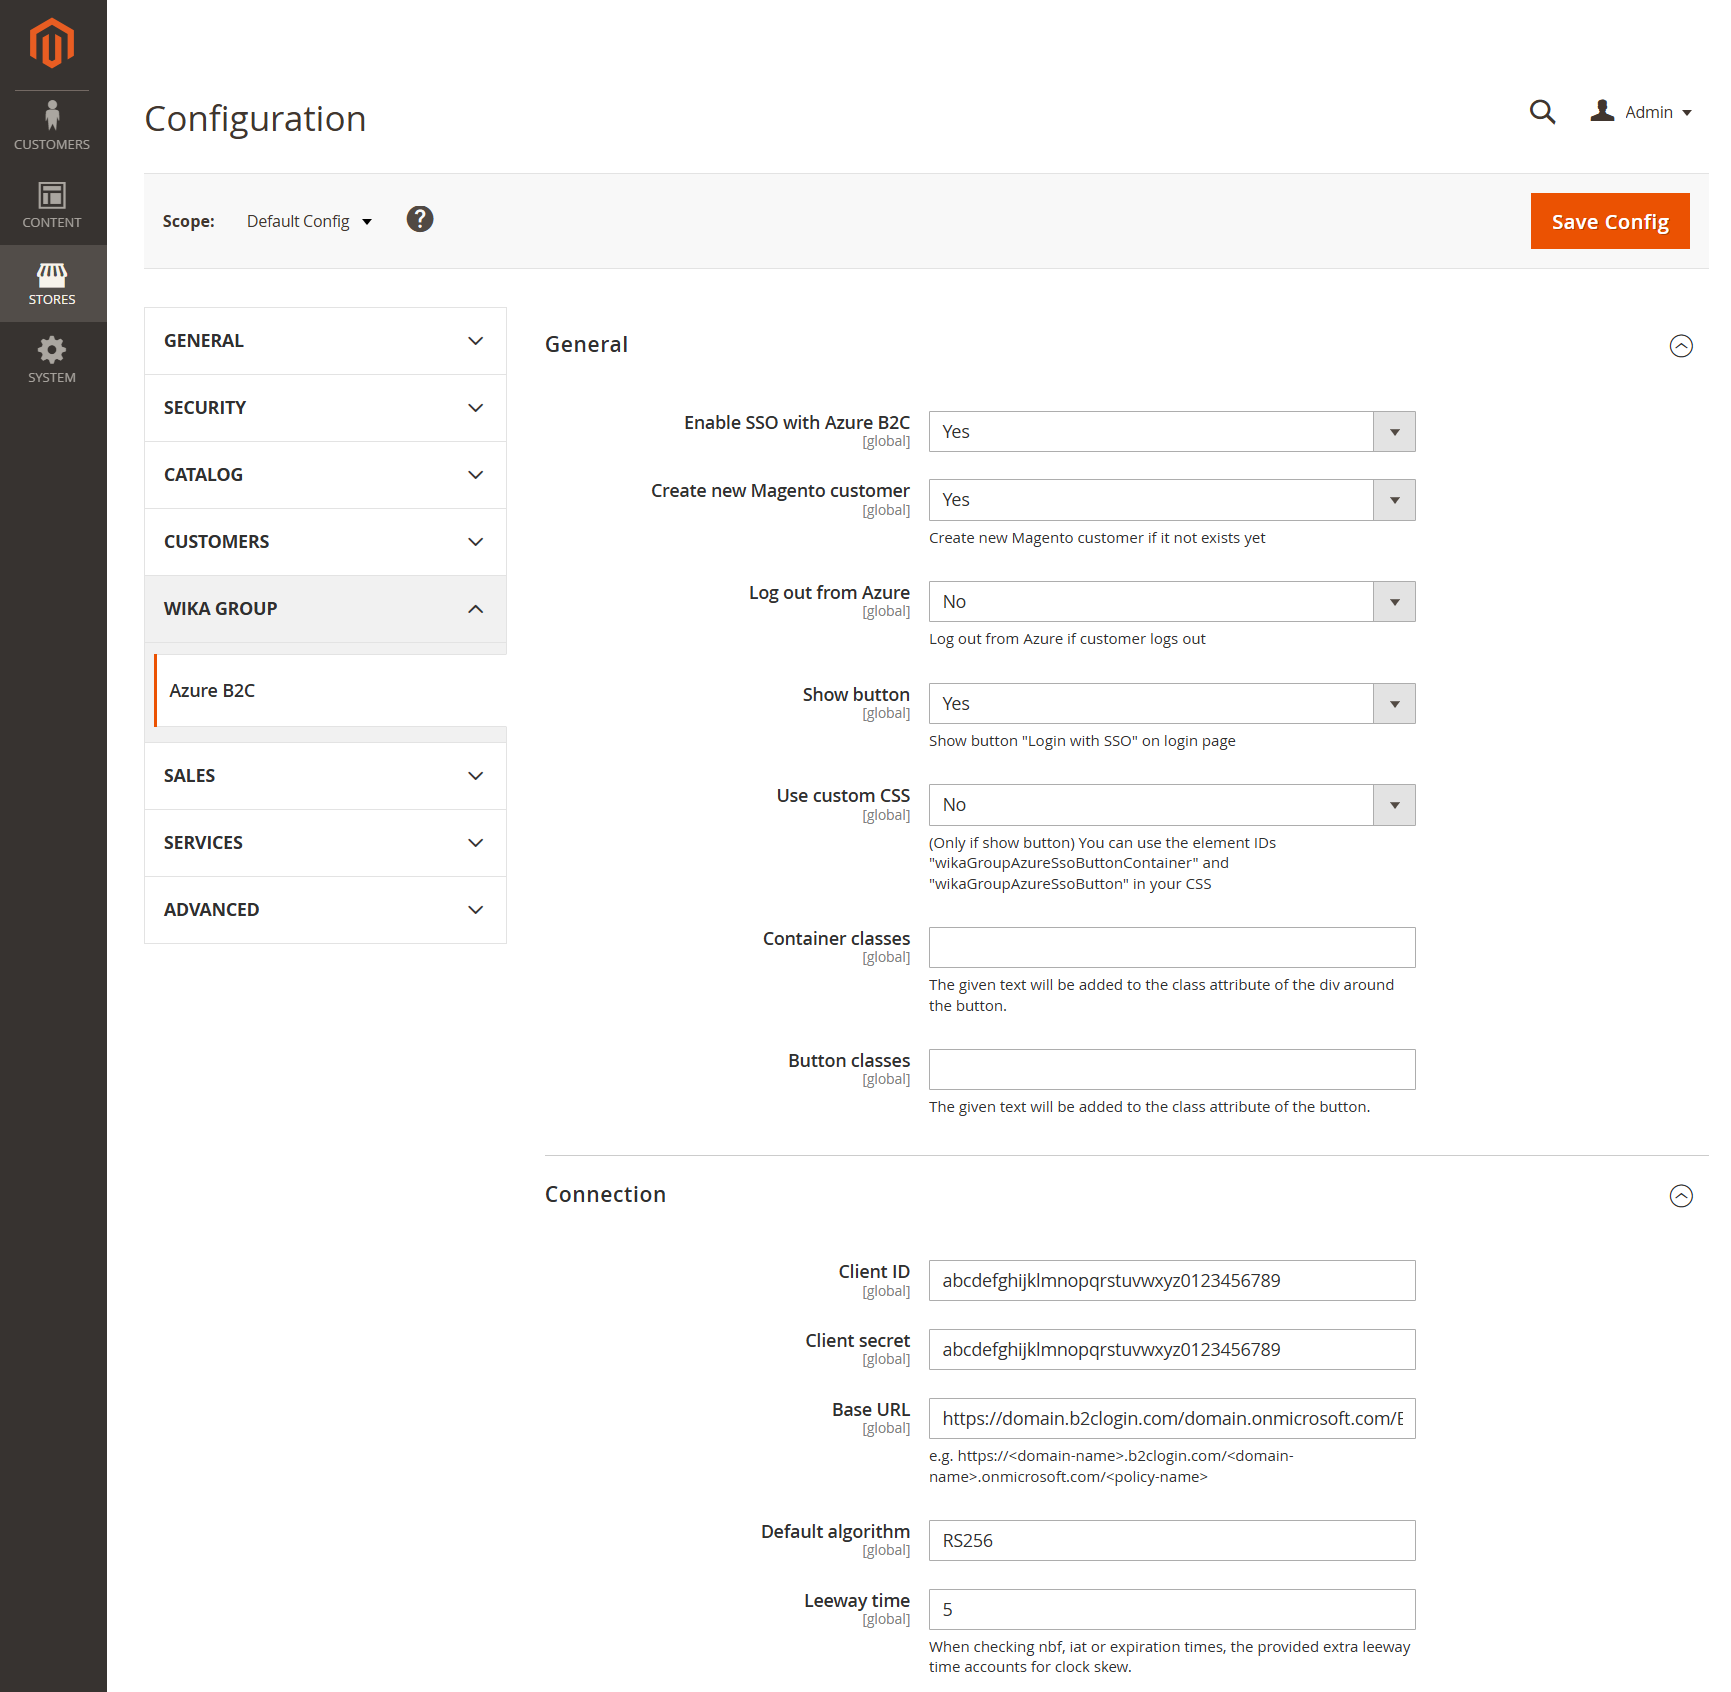 CUSTOMERS
CONTENT
STORES
SYSTEM
Configuration
Admin
Scope: Default Config ?
Save Config
GENERAL
SECURITY
CATALOG
CUSTOMERS
WIKA GROUP
Azure B2C
SALES
SERVICES
ADVANCED
General
Enable SSO with Azure B2C
[global]
Yes
Create new Magento customer
[global]
Yes
Create new Magento customer if it not exists yet
Log out from Azure
[global]
No
Log out from Azure if customer logs out
Show button
[global]
Yes
Show button "Login with SSO" on login page
Use custom CSS
[global]
No
(Only if show button) You can use the element IDs
"wikaGroupAzureSsoButtonContainer" and
"wikaGroupAzureSsoButton" in your CSS
Container classes
[global]
The given text will be added to the class attribute of the div around
the button.
Button classes
[global]
The given text will be added to the class attribute of the button.
Connection
Client ID
[global]
abcdefghijklmnopqrstuvwxyz0123456789
Client secret
[global]
abcdefghijklmnopqrstuvwxyz0123456789
Base URL
[global]
https://domain.b2clogin.com/domain.onmicrosoft.com/
e.g. https://<domain-name>.b2clogin.com/<domain-
name>.onmicrosoft.com/<policy-name>
Default algorithm
[global]
RS256
Leeway time
[global]
5
When checking nbf, iat or expiration times, the provided extra leeway
time accounts for clock skew.